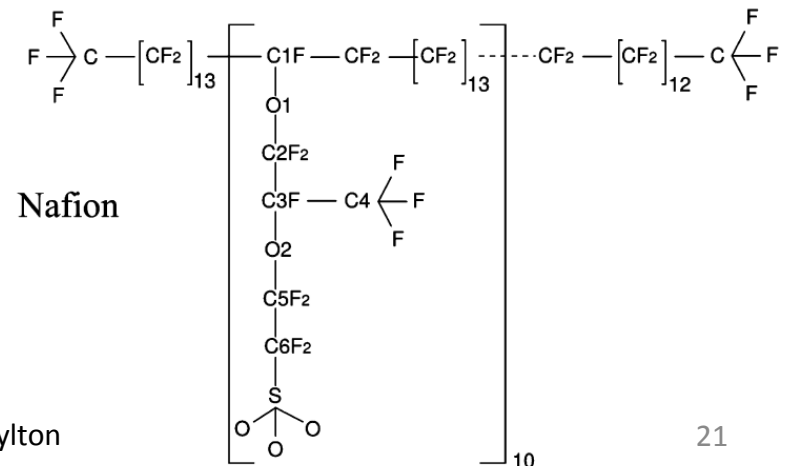 F F
F C [CF2]13 C1F CF2 [CF2]13 CF2 [CF2]12 C F
F F
O1
C2F2
F
C3F C4 F
F
Nafion
O2
C5F2
C6F2
S
O O
O
10
ylton
21